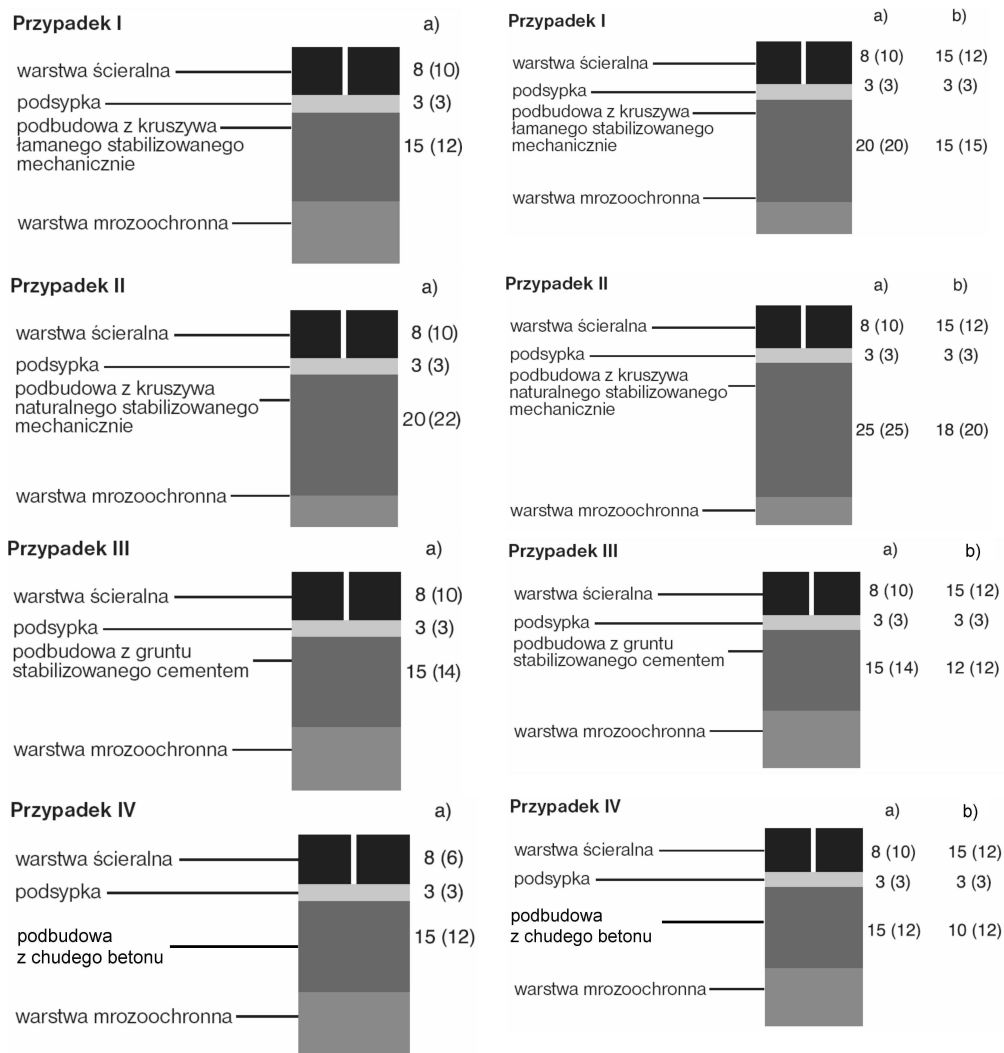 Przypadek I a)
warstwa ścieralna 8 (10)
podsypka 3 (3)
podbudowa z kruszywa
łamanego stabilizowanego 15 (12)
mechanicznie
warstwa mrozoochronna
Przypadek II a)
warstwa ścieralna 8 (10)
podsypka 3 (3)
podbudowa z kruszywa
naturalnego stabilizowanego
mechanicznie 20 (22)
warstwa mrozoochronna
Przypadek III a)
warstwa ścieralna 8 (10)
podsypka 3 (3)
podbudowa z gruntu
stabilizowanego cementem 15 (14)
warstwa mrozoochronna
Przypadek IV a)
warstwa ścieralna 8 (6)
podsypka 3 (3)
podbudowa 15 (12)
z chudego betonu
warstwa mrozoochronna
Przypadek I
a) b)
warstwa ścieralna 8 (10) 15 (12)
podsypka 3 (3) 3 (3)
podbudowa z kruszywa
łamanego stabilizowanego
mechanicznie 20 (20) 15 (15)
warstwa mrozoochronna
Przypadek II
a) b)
warstwa ścieralna 8 (10) 15 (12)
podsypka 3 (3) 3 (3)
podbudowa z kruszywa
naturalnego stabilizowanego
mechanicznie
25 (25) 18 (20)
warstwa mrozoochronna
Przypadek III a) b)
warstwa ścieralna 8 (10) 15 (12)
podsypka 3 (3) 3 (3)
podbudowa z gruntu
stabilizowanego cementem 15 (14) 12 (12)
warstwa mrozoochronna
Przypadek IV a) b)
warstwa ścieralna 8 (10) 15 (12)
podsypka 3 (3) 3 (3)
podbudowa
z chudego betonu 15 (12) 10 (12)
warstwa mrozoochronna